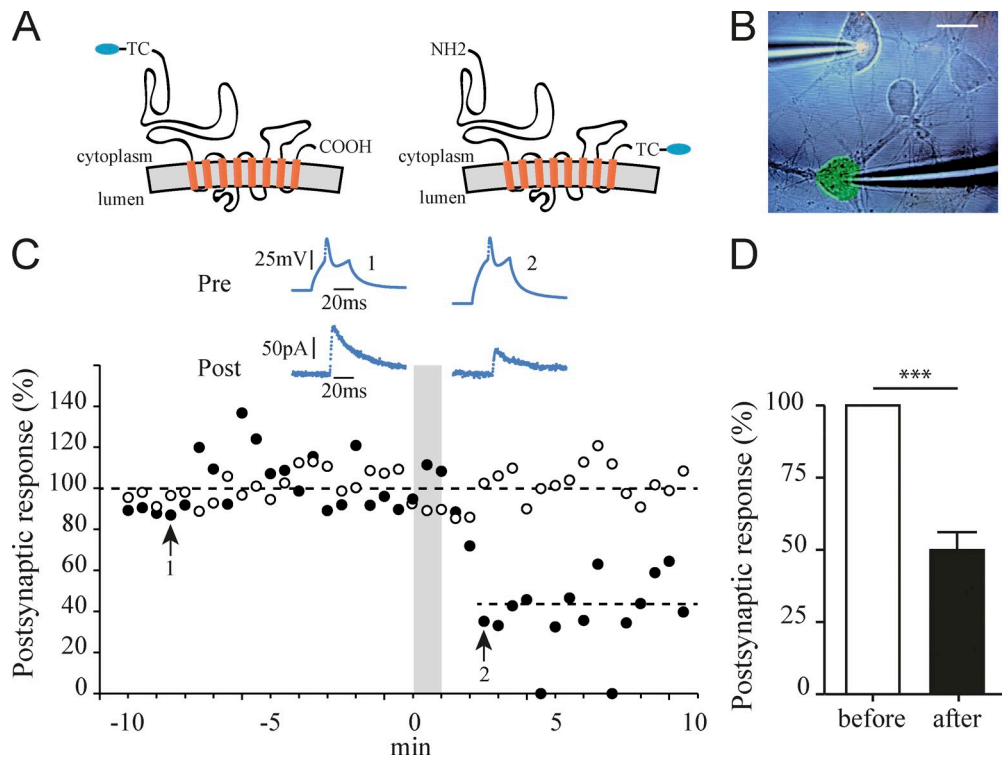 A
TC
cytoplasm
lumen
COOH
NH2
cytoplasm
lumen
TC
B
C
Pre
25mV
1
20ms
2
Post
50pA
20ms
Postsynaptic response (%)
140
120
100
80
60
40
20
0
1
2
-10
-5
0
5
10
min
D
***
Postsynaptic response (%)
100
75
50
25
0
before
after